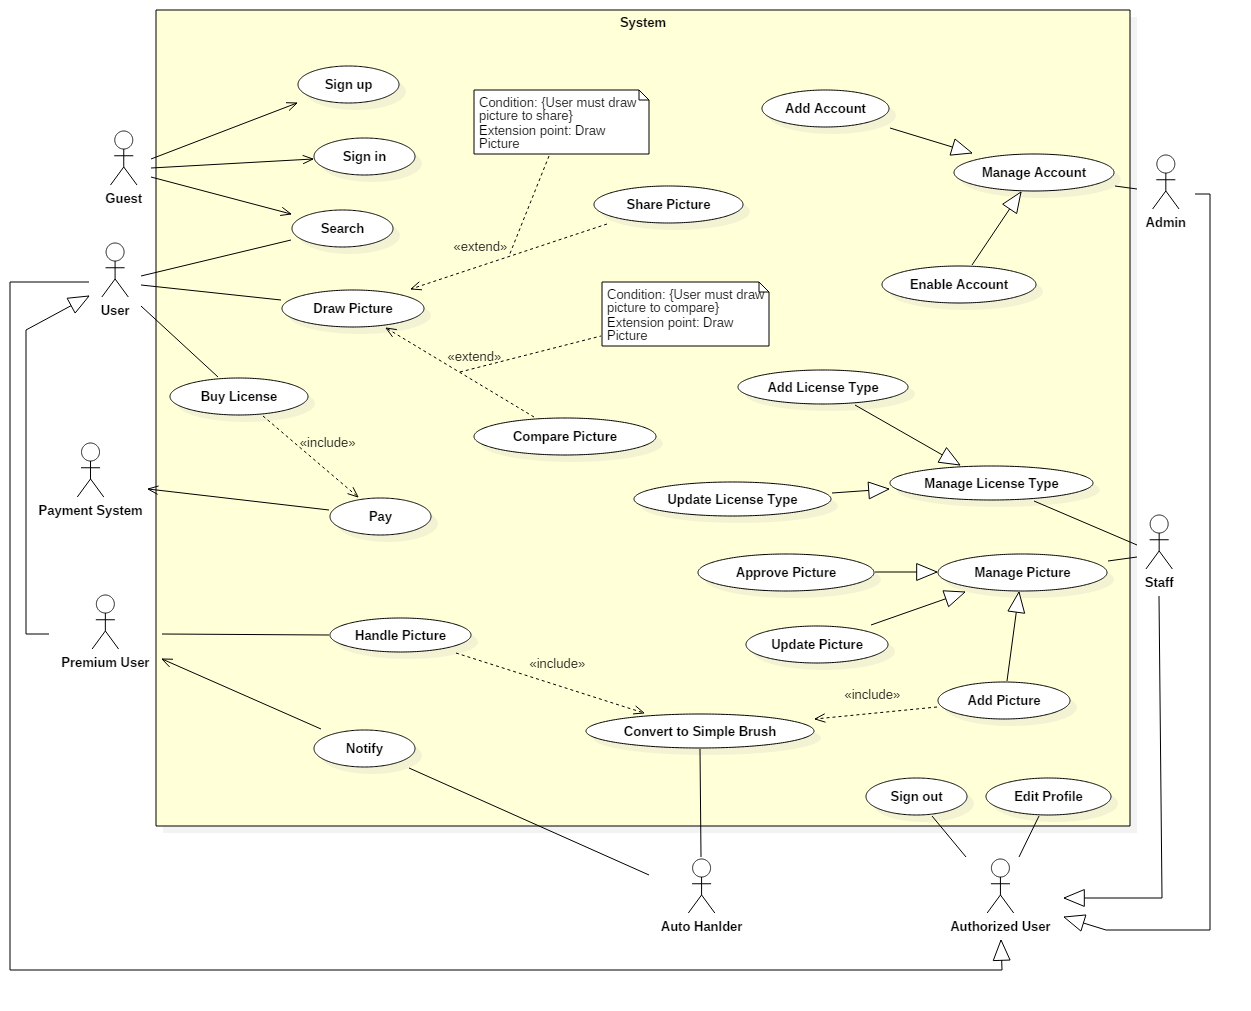 System
Sign up
Condition: {User must draw
picture to share}
Extension point: Draw
Picture
Add Account
Sign in
Manage Account
Guest
Share Picture
Admin
Search
«extend»
User
Draw Picture
Enable Account
Condition: {User must draw
picture to compare}
Extension point: Draw
Picture
«extend»
Buy License
Add License Type
«include»
Compare Picture
Manage License Type
Update License Type
Payment System
Pay
Approve Picture
Manage Picture
Staff
Handle Picture
Update Picture
Premium User
«include»
«include»
Add Picture
Convert to Simple Brush
Notify
Sign out
Edit Profile
Auto Hanlder
Authorized User